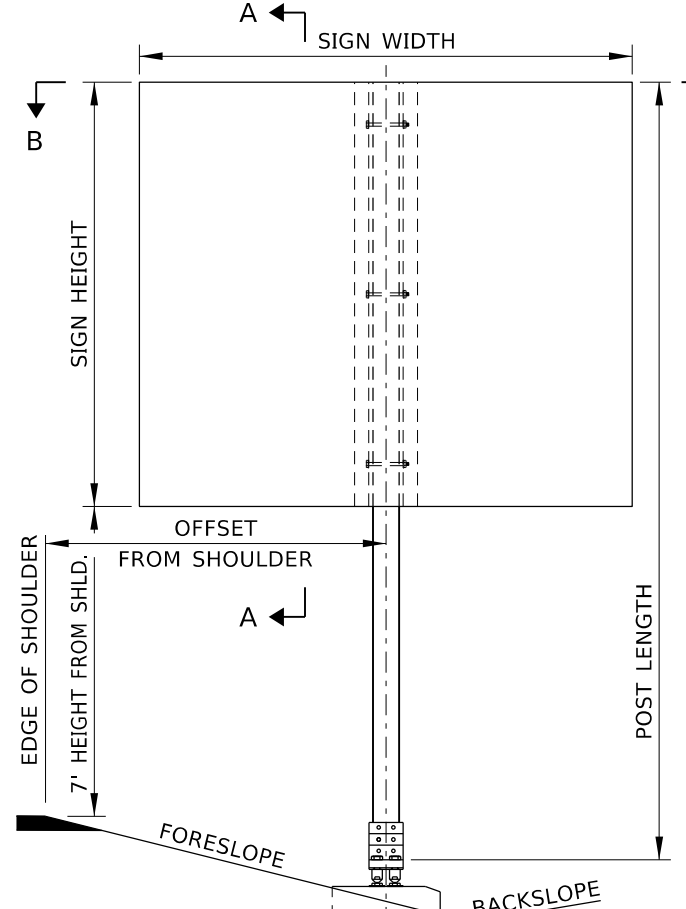 A
SIGN WIDTH
B
SIGN HEIGHT
OFFSET
FROM SHOULDER
EDGE OF SHOULDER
7' HEIGHT FROM SHLD.
A
POST LENGTH
FORESLOPE
BACKSLOPE